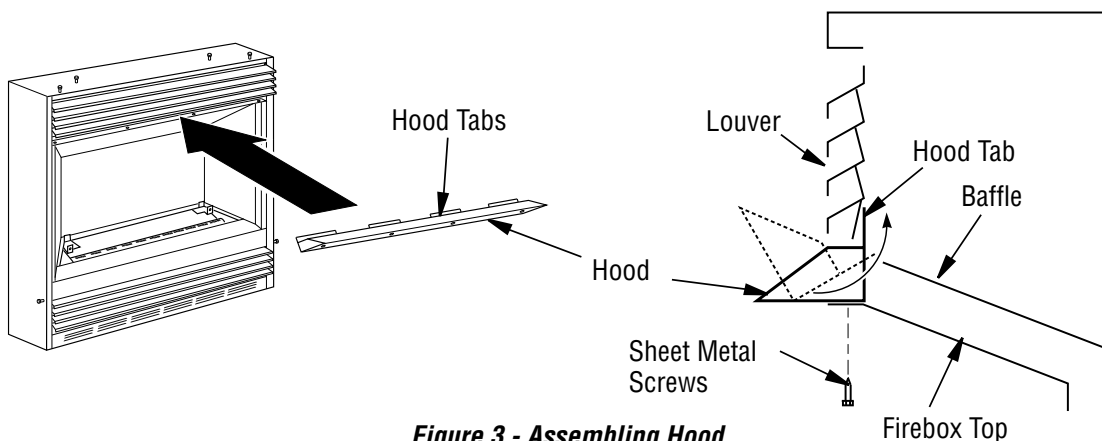 Hood Tabs
Hood
Louver
Hood Tab
Baffle
Sheet Metal
Screws
Firebox Top
Figure 3 - Assembling Hood